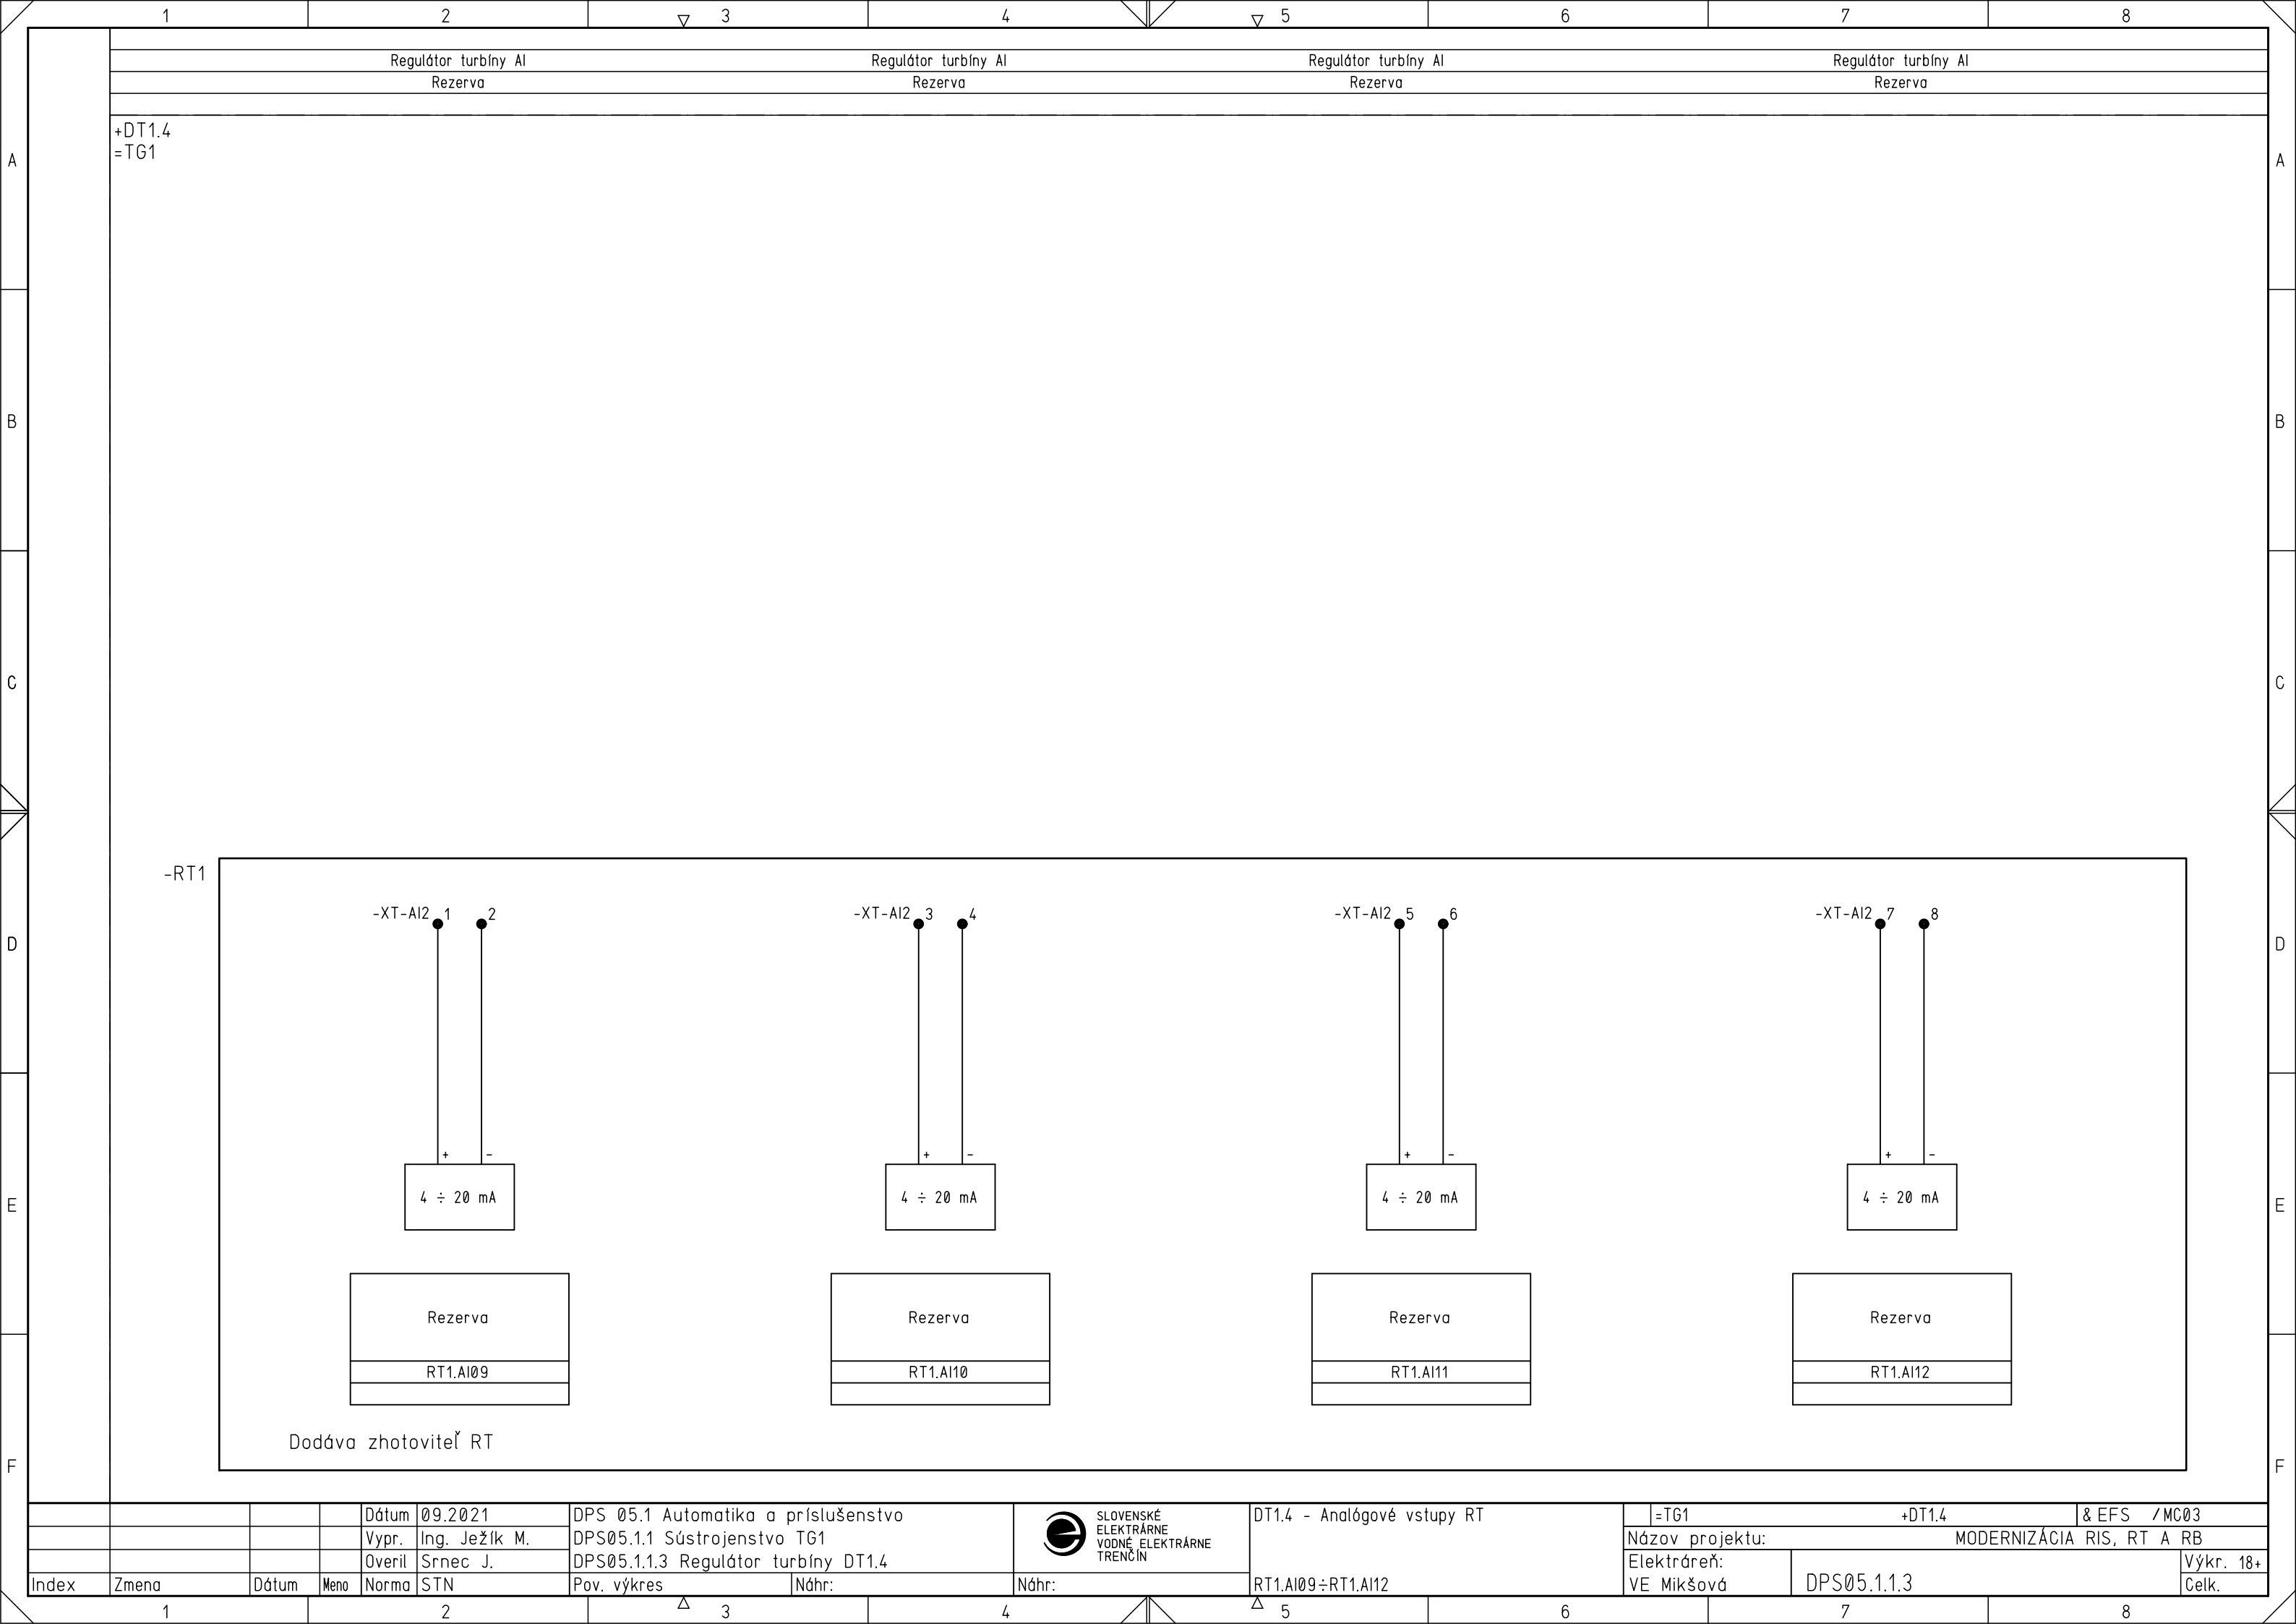 1 2 3 4 5 6 7 8
Regulátor turbíny AI Regulátor turbíny AI Regulátor turbíny AI Regulátor turbíny AI
Rezerva Rezerva Rezerva Rezerva
+DT1.4
=TG1
A A
B B
C C
-RT1
-XT-AI2 1 2 -XT-AI2 3 4 -XT-AI2 5 6 -XT-AI2 7 8
D D
+ - + - + - + -
4 ÷ 20 mA 4 ÷ 20 mA 4 ÷ 20 mA 4 ÷ 20 mA
E E
Rezerva Rezerva Rezerva Rezerva
RT1.AI09 RT1.AI10 RT1.AI11 RT1.AI12
Dodáva zhotoviteľ RT
F F
Dátum 09.2021 DPS 05.1 Automatika a príslušenstvo SLOVENSKÉ DT1.4 - Analógové vstupy RT =TG1 +DT1.4 & EFS /MC03
ELEKTRÁRNE
Vypr. Ing. Ježík M. DPS05.1.1 Sústrojenstvo TG1 VODNÉ ELEKTRÁRNE Názov projektu: MODERNIZÁCIA RIS, RT A RB
TRENČÍN
Overil Srnec J. DPS05.1.1.3 Regulátor turbíny DT1.4 Elektráreň: Výkr. 18+
Index Zmena Dátum Meno Norma STN Pov. výkres Náhr: Náhr: RT1.AI09÷RT1.AI12 VE Mikšová DPS05.1.1.3 Celk.
1 2 3 4 5 6 7 8